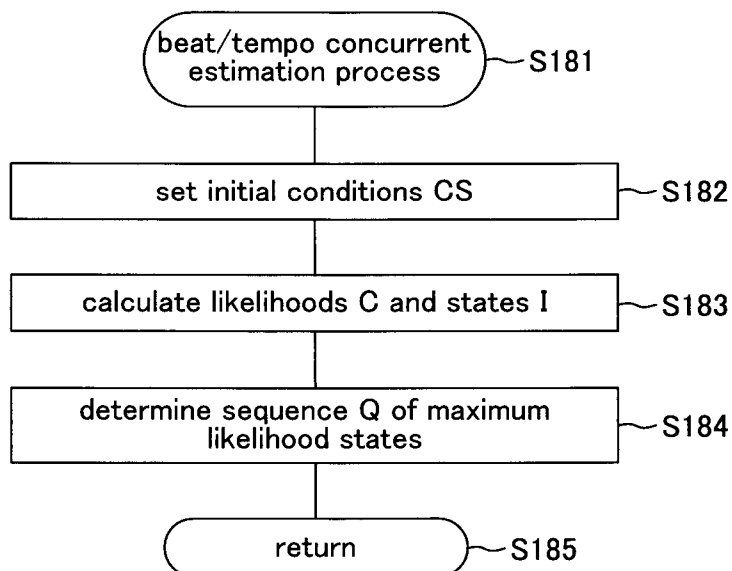 beat/tempo concurrent
estimation process
S181
set initial conditions CS
S182
calculate likelihoods C and states I
S183
determine sequence Q of maximum
likelihood states
S184
return
S185